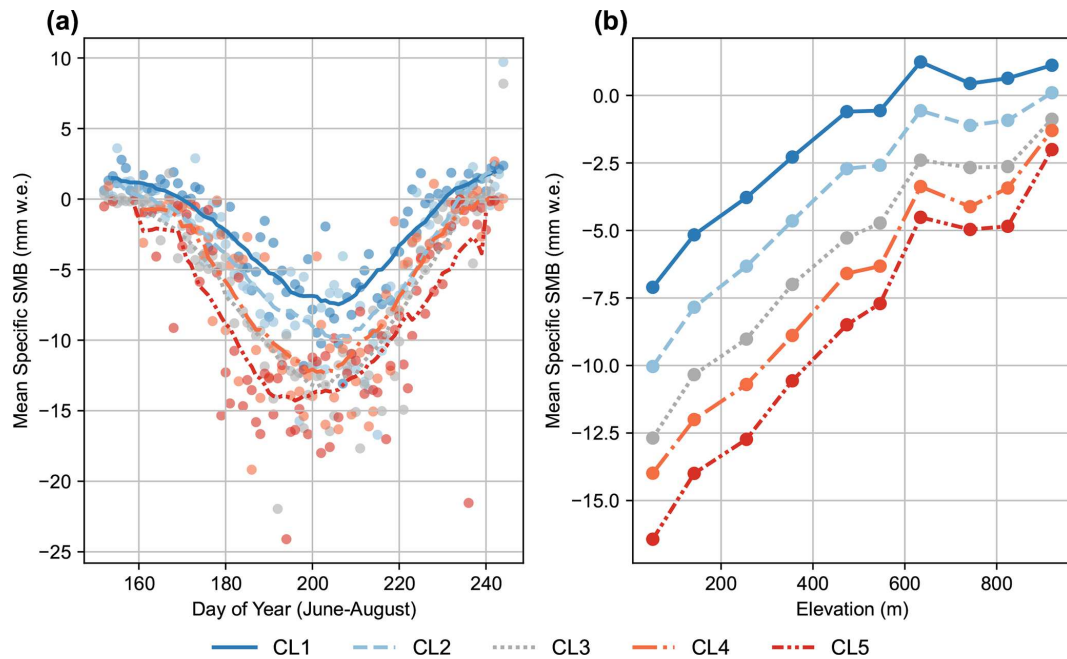 (a)
(b)
Mean Specific SMB (mm w.e.)
10
5
0
−5
−10
−15
−20
−25
160 180 200 220 240
Day of Year (June-August)
Mean Specific SMB (mm w.e.)
0.0
−2.5
−5.0
−7.5
−10.0
−12.5
−15.0
200 400 600 800
Elevation (m)
CL1 CL2 CL3 CL4 CL5